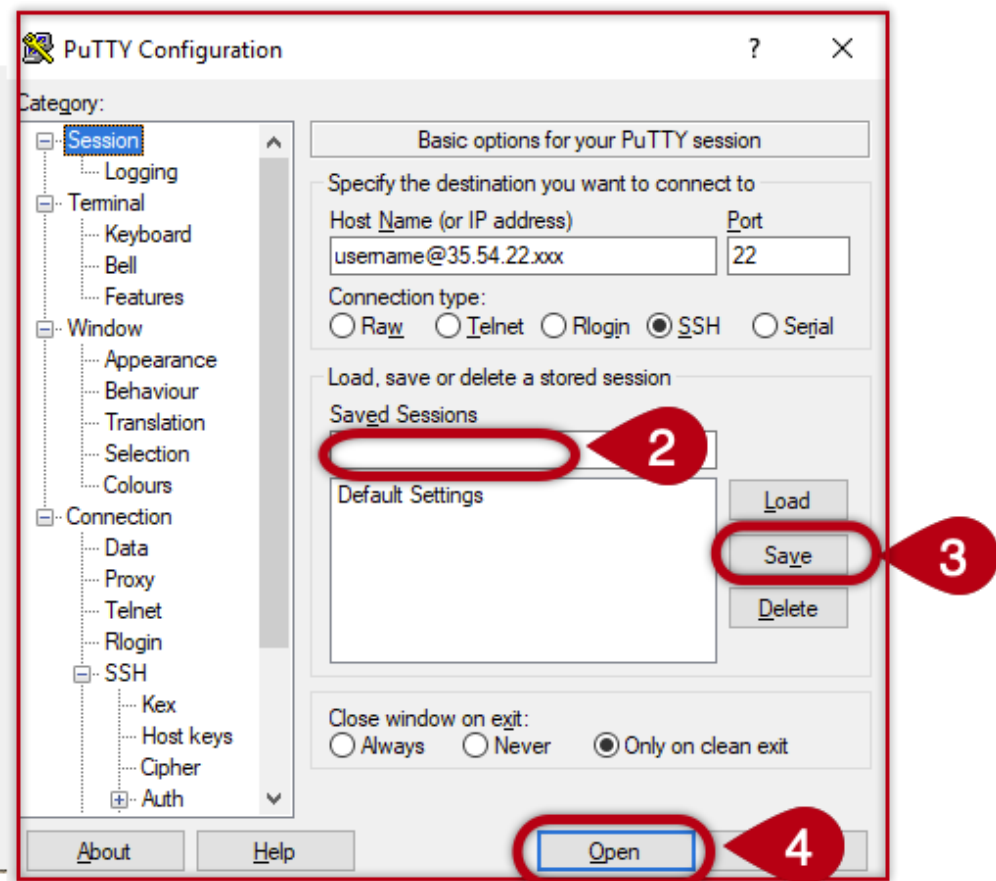 PuTTY Configuration
?
Category:
Session
Logging
Terminal
Keyboard
Bell
Features
Window
Appearance
Behaviour
Translation
Selection
Colours
Connection
Data
Proxy
Telnet
Rlogin
SSH
Kex
Host keys
Cipher
Auth
Basic options for your PuTTY session
Specify the destination you want to connect to
Host Name (or IP address) Port
username@35.54.22.xxx 22
Connection type:
Raw Telnet Rlogin SSH Serial
Load, save or delete a stored session
Saved Sessions
2
Default Settings
Load
Save
3
Delete
Close window on exit:
Always Never Only on clean exit
About Help Open 4